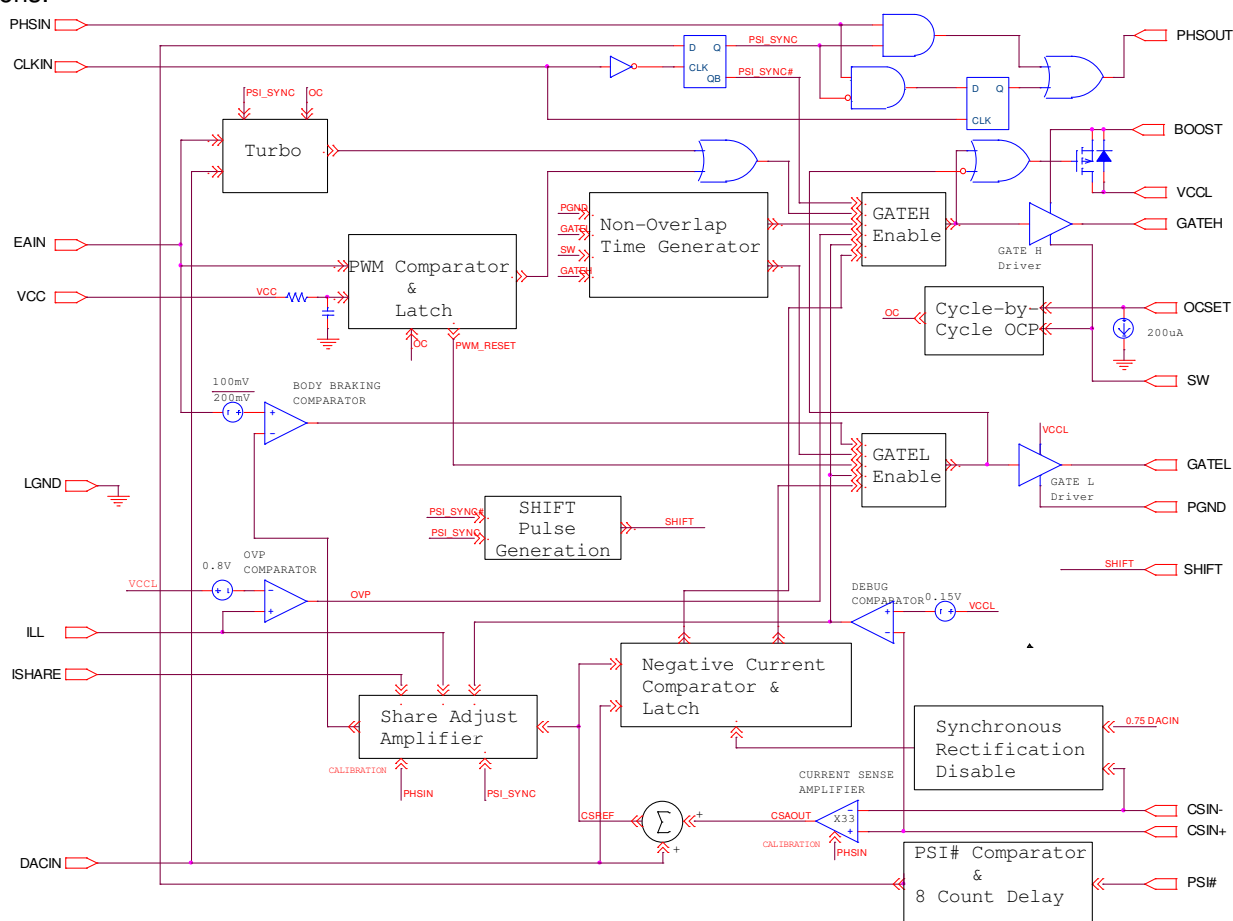 ons.
PHSIN
CLKIN
PSI_SYNC
OC
Turbo
EAIN
VCC
VCC
PWM Comparator
&
Latch
OC
PWM_RESET
D Q
CLK
QB
PSI_SYNC
PSI_SYNC#
D Q
CLK
PHSOUT
BOOST
VCCL
GATEH
PGND
GATEL
SW
GATEH
Non-Overlap
Time Generator
GATEH
Enable
GATE H
Driver
OC
Cycle-by-
Cycle OCP
OCSET
200uA
SW
100mV
200mV
BODY BRAKING
COMPARATOR
+
-
LGND
GATEL
Enable
VCCL
GATE L
Driver
GATEL
PGND
PSI_SYNC#
PSI_SYNC
SHIFT
Pulse
Generation
SHIFT
SHIFT
SHIFT
VCCL
0.8V
OVP
COMPARATOR
-
+
OVP
ILL
ISHARE
DEBUG
COMPARATOR
0.15V
VCCL
+
-
Negative Current
Comparator &
Latch
Share Adjust
Amplifier
CALIBRATION
PHSIN
PSI_SYNC
Synchronous
Rectification
Disable
0.75 DACIN
CURRENT SENSE
AMPLIFIER
CSREF
Σ
+
+
CSAOUT
X33
-
+
CALIBRATION
PHSIN
CSIN-
CSIN+
DACIN
PSI# Comparator
&
8 Count Delay
PSI#